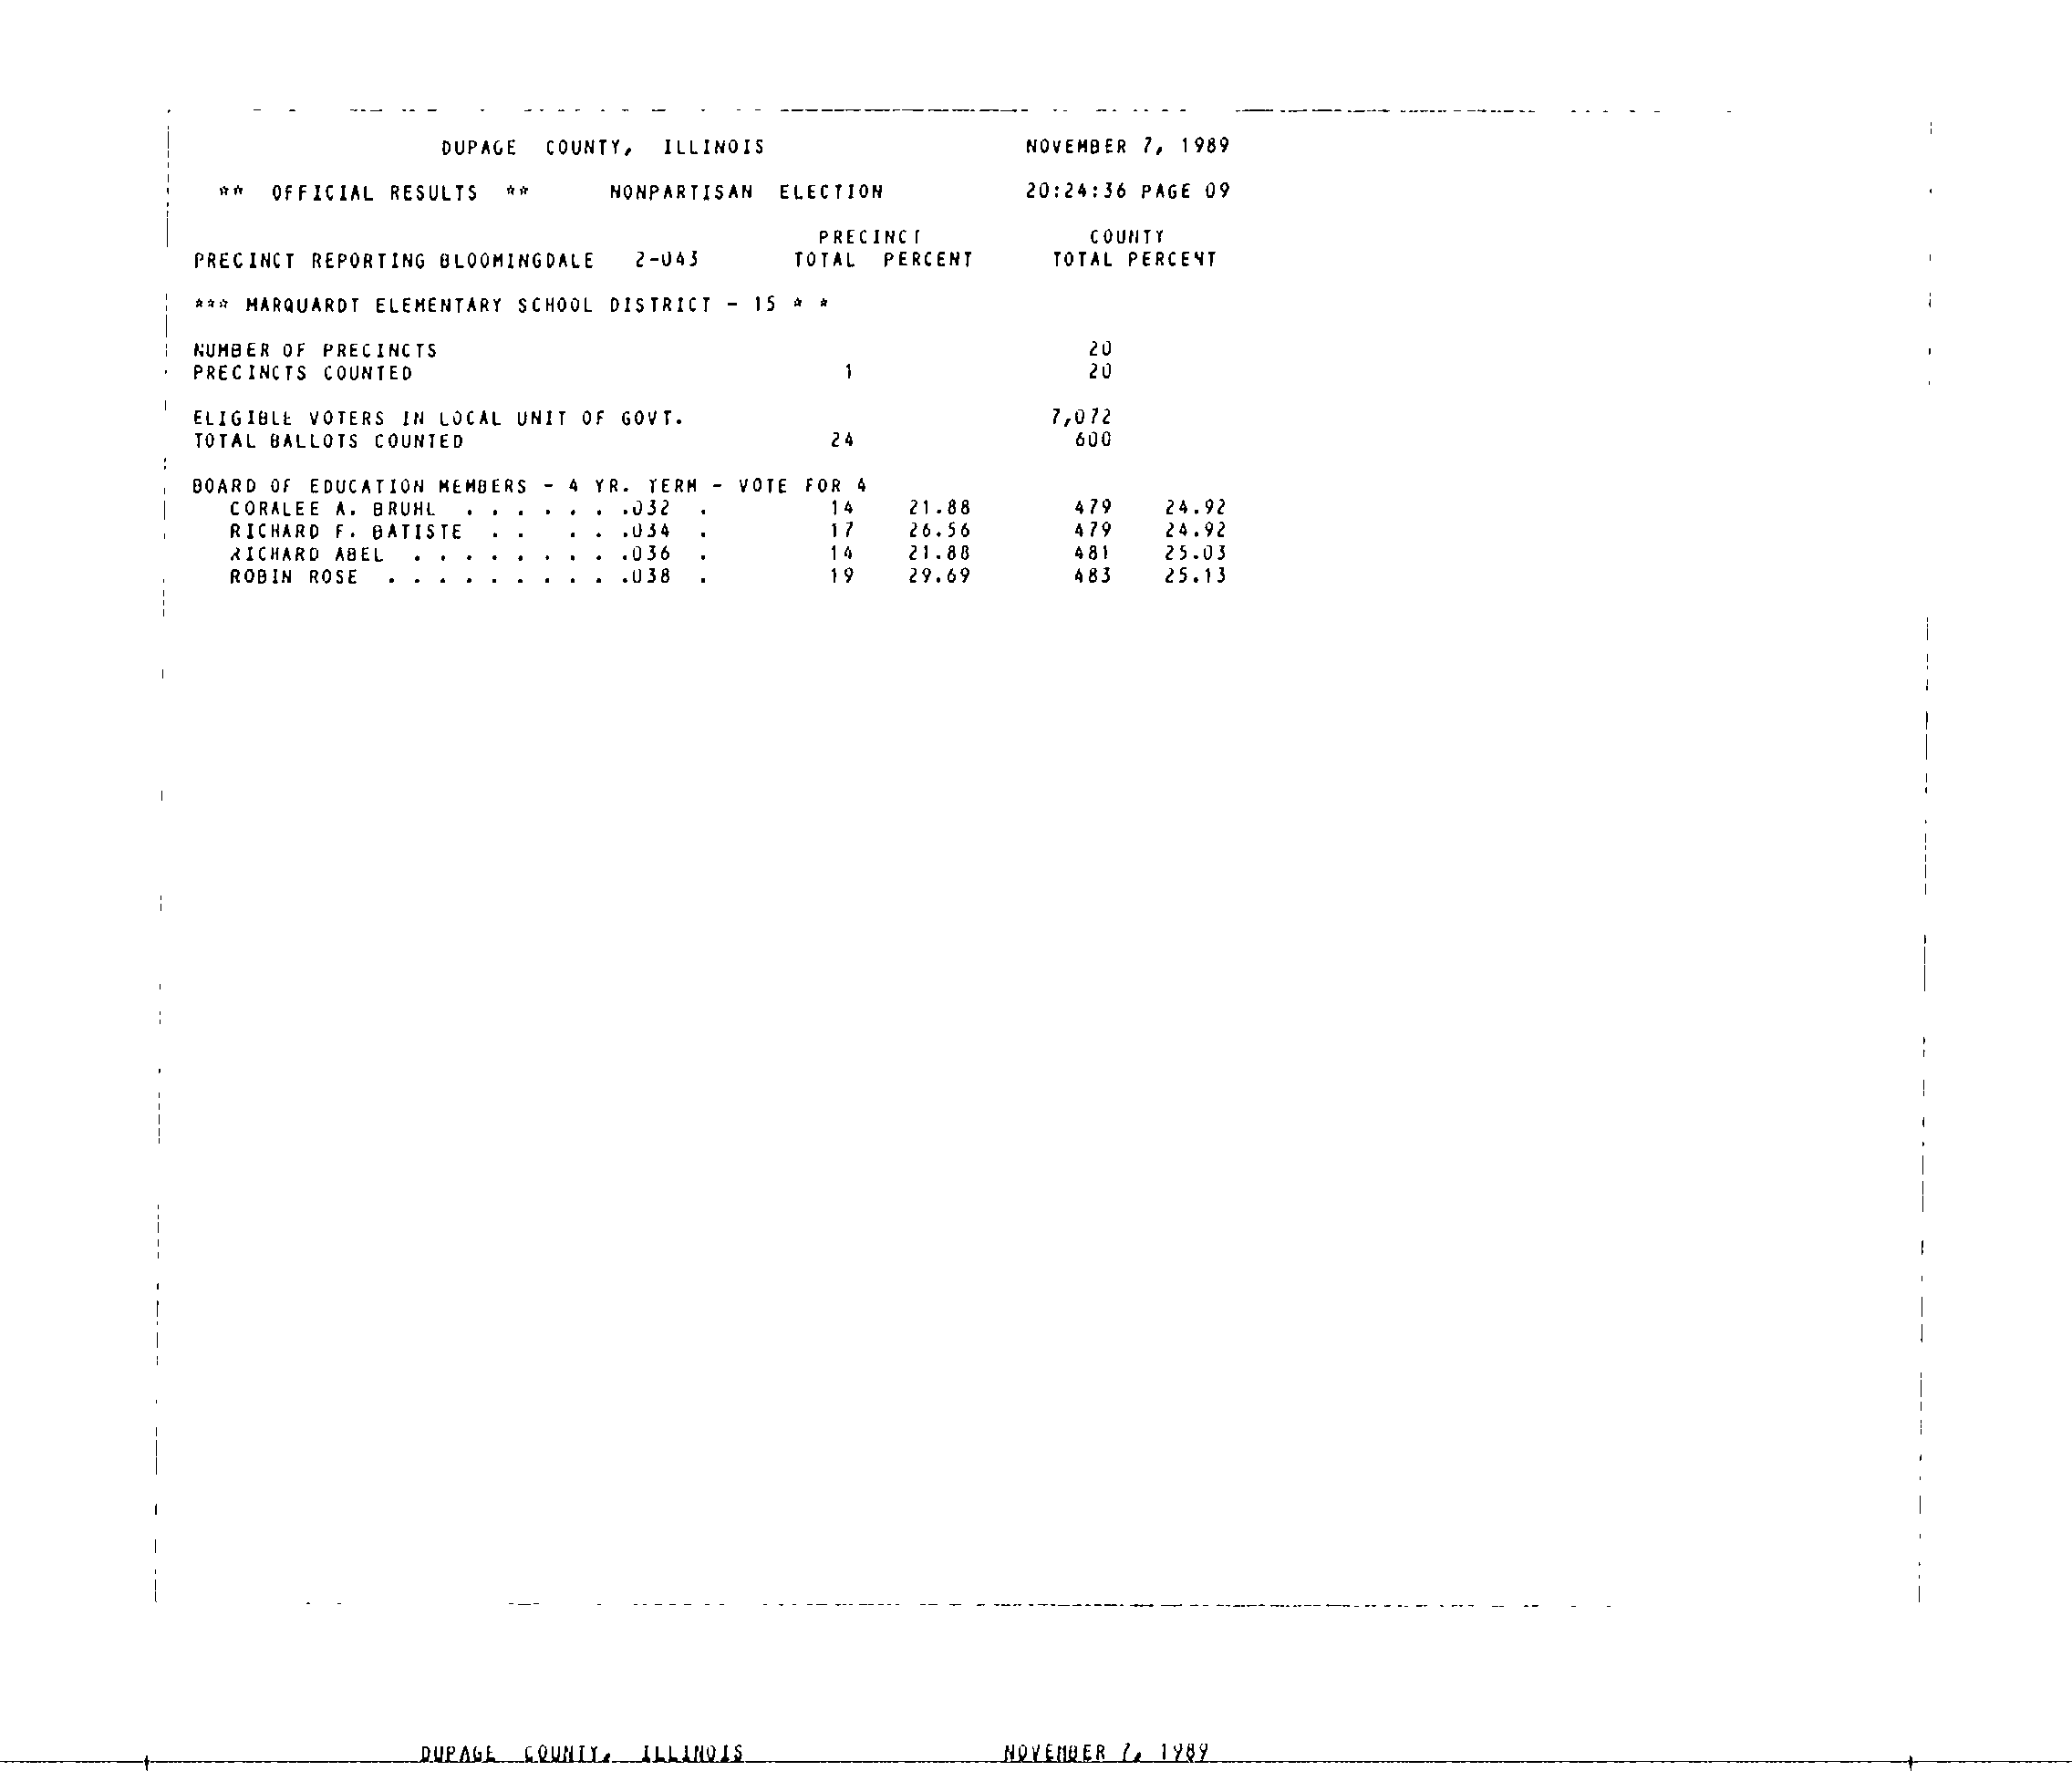 DUPAGE COUNTY, ILLINOIS NOVEMBER 7, 1989
** OFFICIAL RESULTS ** NONPARTISAN ELECTION 20:24:36 PAGE 09
PRECINCT COUNTY
PRECINCT REPORTING BLOOMINGDALE 2-043 TOTAL PERCENT TOTAL PERCENT
*** MARQUARDT ELEMENTARY SCHOOL DISTRICT - 15 * *
NUMBER OF PRECINCTS 20
PRECINCTS COUNTED 1 20
ELIGIBLE VOTERS IN LOCAL UNIT OF GOVT. 7,072
TOTAL BALLOTS COUNTED 24 600
BOARD OF EDUCATION MEMBERS - 4 YR. TERM - VOTE FOR 4
CORALEE A. BRUHL . . . . . . .032 . 14 21.88 479 24.92
RICHARD F. BATISTE . . . . .034 . 17 26.56 479 24.92
RICHARD ABEL . . . . . . . . .036 . 14 21.88 481 25.03
ROBIN ROSE . . . . . . . . . .038 . 19 29.69 483 25.13
DUPAGE COUNTY, ILLINOIS NOVEMBER 7, 1989